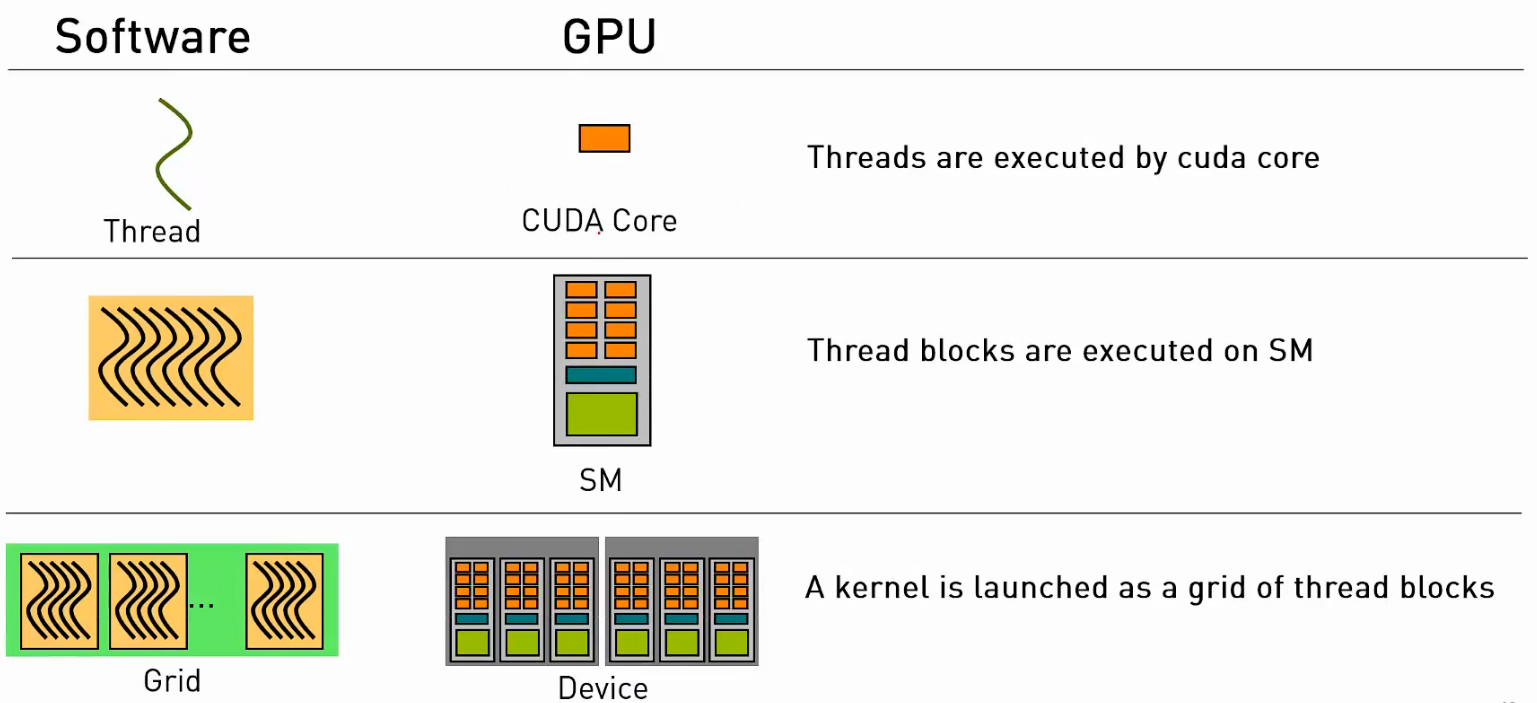 Software
GPU
Thread
CUDA Core
Threads are executed by cuda core
SM
Thread blocks are executed on SM
...
Grid
Device
A kernel is launched as a grid of thread blocks